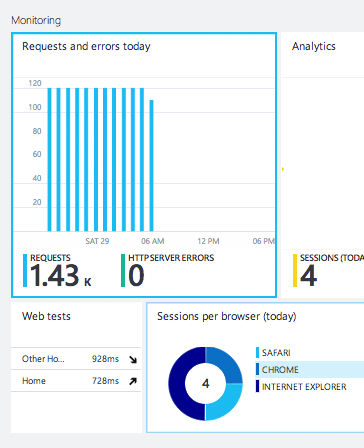 Monitoring
Requests and errors today
Analytics
120
100
80
60
40
20
SAT 29
06 AM
12 PM
06 PM
REQUESTS
1.43 K
HTTP SERVER ERRORS
0
SESSIONS (TODA
4
Web tests
Other Ho...
928ms
Home
728ms
Sessions per browser (today)
4
SAFARI
CHROME
INTERNET EXPLORER